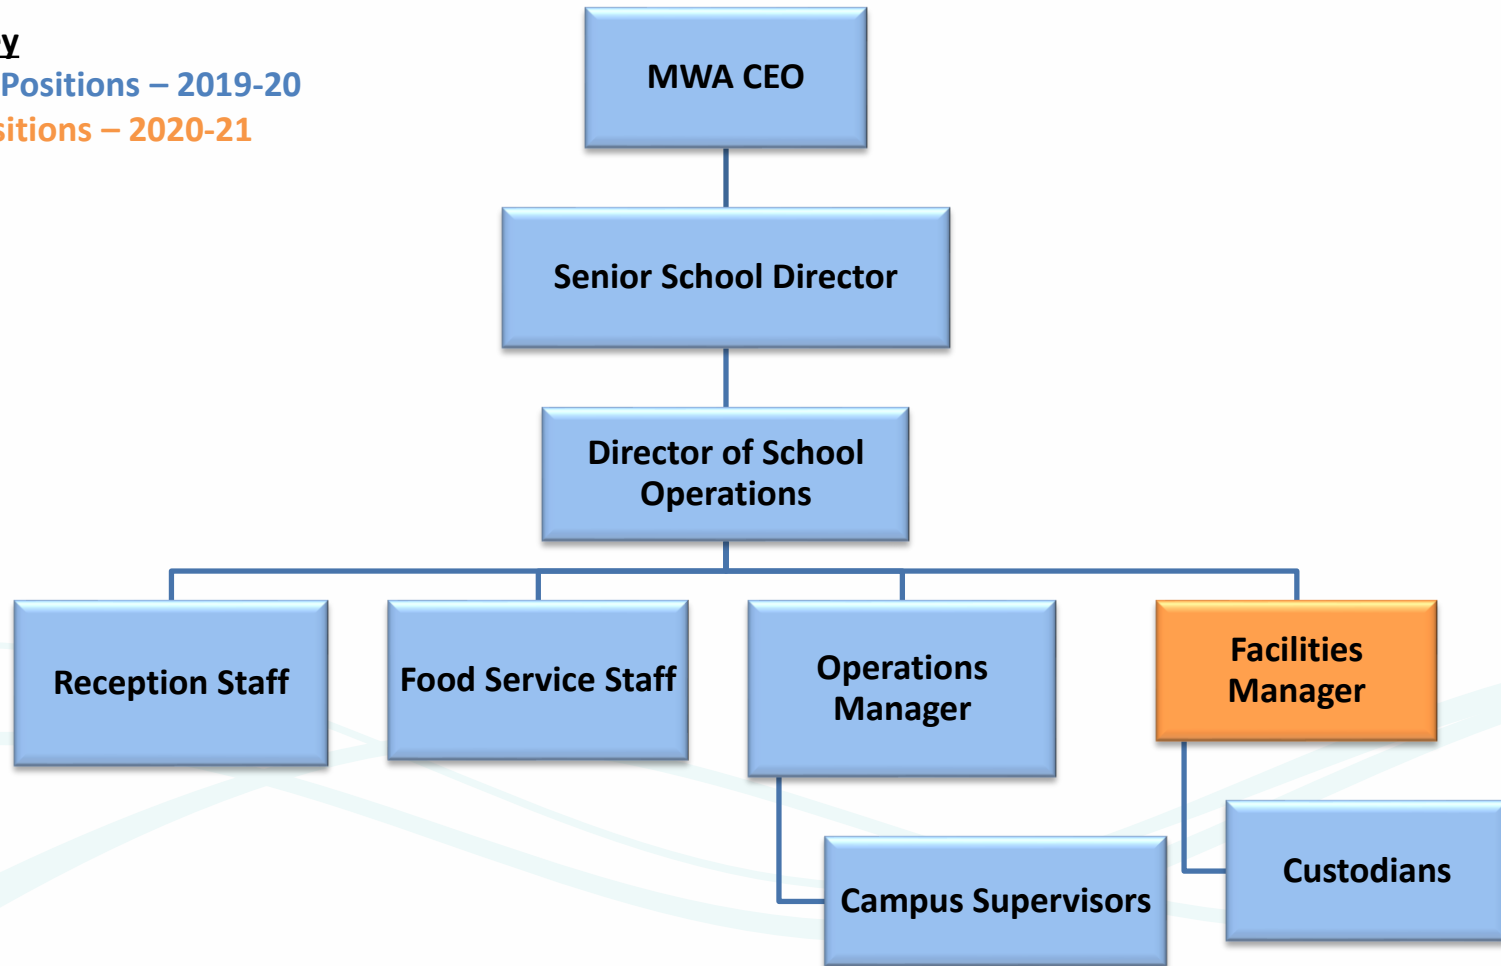 Positions – 2019-20
– 2020-21
MWA CEO
Senior School Director
Director of School
Operations
Reception Staff
Food Service Staff
Operations
Manager
Facilities
Manager
Campus Supervisors
Custodians